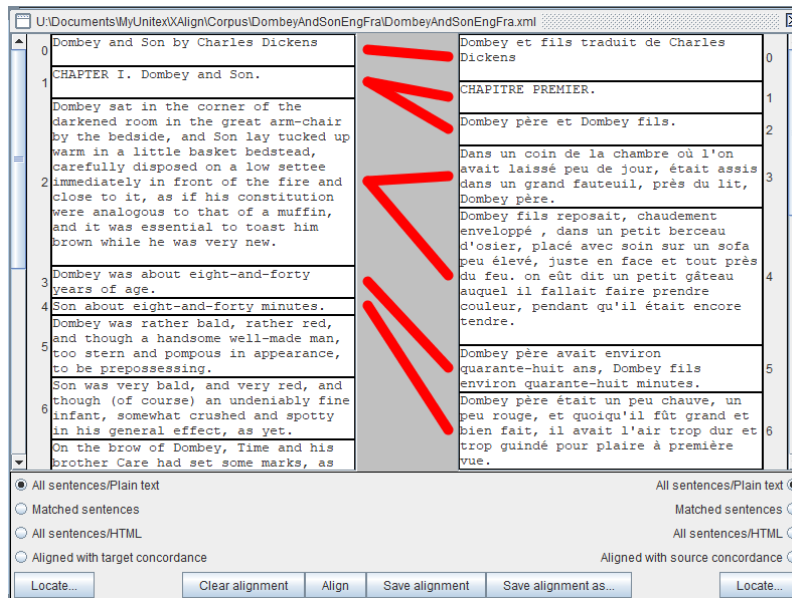 U:\Documents\MyUnitex\XAlign\Corpus\DombeyAndSonEngFra\DombeyAndSonEngFra.xml
0
Dombey and Son by Charles Dickens
1
CHAPTER I. Dombey and Son.
2
Dombey sat in the corner of the
darkened room in the great arm-chair
by the bedside, and Son lay tucked up
warm in a little basket bedstead,
carefully disposed on a low settee
immediately in front of the fire and
close to it, as if his constitution
were analogous to that of a muffin,
and it was essential to toast him
brown while he was very new.
3
Dombey was about eight-and-forty
years of age.
4
Son about eight-and-forty minutes.
5
Dombey was rather bald, rather red,
and though a handsome well-made man,
too stern and pompous in appearance,
to be prepossessing.
6
Son was very bald, and very red, and
though (of course) an undeniably fine
infant, somewhat crushed and spotty
in his general effect, as yet.
On the brow of Dombey, Time and his
brother Care had set some marks, as
Dombey et fils traduit de Charles
Dickens
0
CHAPITRE PREMIER.
1
Dombey père et Dombey fils.
2
Dans un coin de la chambre où l'on
avait laissé peu de jour, était assis
dans un grand fauteuil, près du lit,
Dombey père.
3
Dombey fils reposait, chaudement
enveloppé , dans un petit berceau
d'osier, placé avec soin sur un sofa
peu élevé, juste en face et tout près
du feu. on eût dit un petit gâteau
auquel il fallait faire prendre
couleur, pendant qu'il était encore
tendre.
4
Dombey père avait environ
quarante-huit ans, Dombey fils
environ quarante-huit minutes.
5
Dombey père était un peu chauve, un
peu rouge, et quoiqu'il fût grand et
bien fait, il avait l'air trop dur et
trop guindé pour plaire à première
vue.
6
All sentences/Plain text
Matched sentences
All sentences/HTML
Aligned with target concordance
All sentences/Plain text
Matched sentences
All sentences/HTML
Aligned with source concordance
Locate... Clear alignment Align Save alignment Save alignment as... Locate...